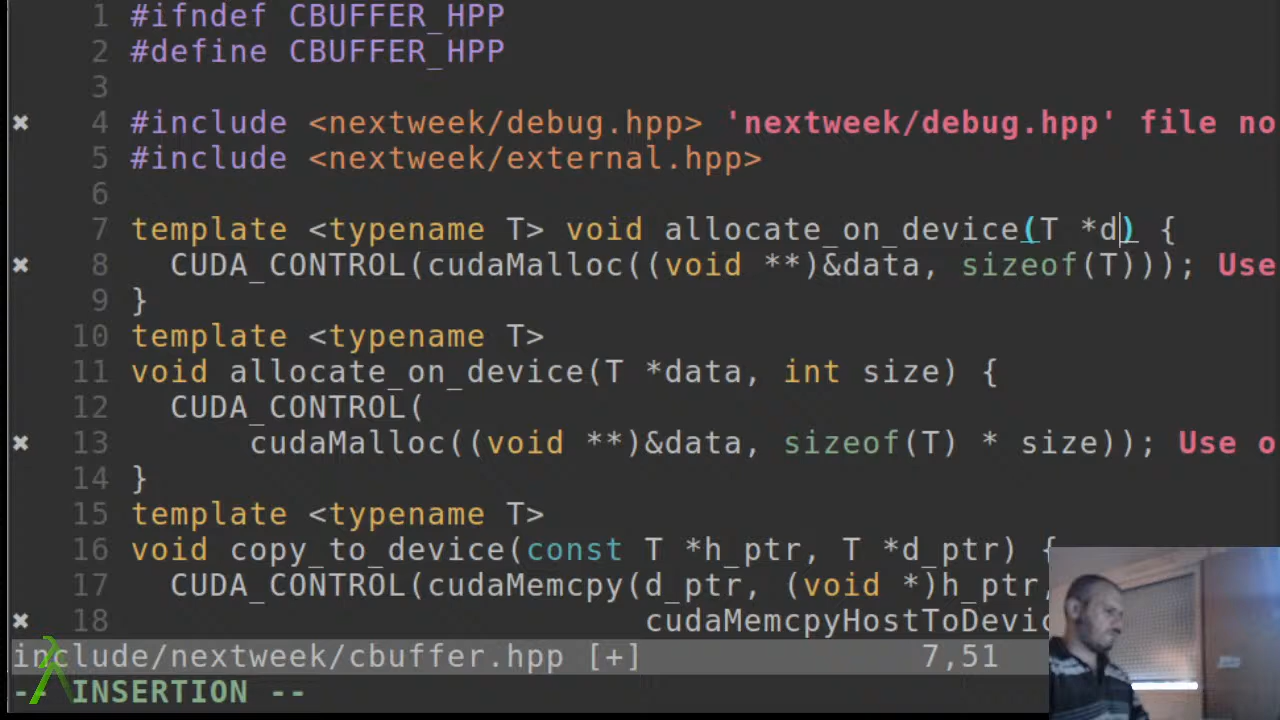 1 #ifndef CBUFFER_HPP
2 #define CBUFFER_HPP
3
✖ 4 #include <nextweek/debug.hpp> 'nextweek/debug.hpp' file no
5 #include <nextweek/external.hpp>
6
7 template <typename T> void allocate_on_device(T *d) {
✖ 8 CUDA_CONTROL(cudaMalloc((void **)&data, sizeof(T))); Use
9 }
10 template <typename T>
11 void allocate_on_device(T *data, int size) {
12 CUDA_CONTROL(
✖ 13 cudaMalloc((void **)&data, sizeof(T) * size)); Use o
14 }
15 template <typename T>
16 void copy_to_device(const T *h_ptr, T *d_ptr) {
17 CUDA_CONTROL(cudaMemcpy(d_ptr, (void *)h_ptr,
✖ 18 cudaMemcpyHostToDevic
include/nextweek/cbuffer.hpp [+] 7,51
-- INSERTION --